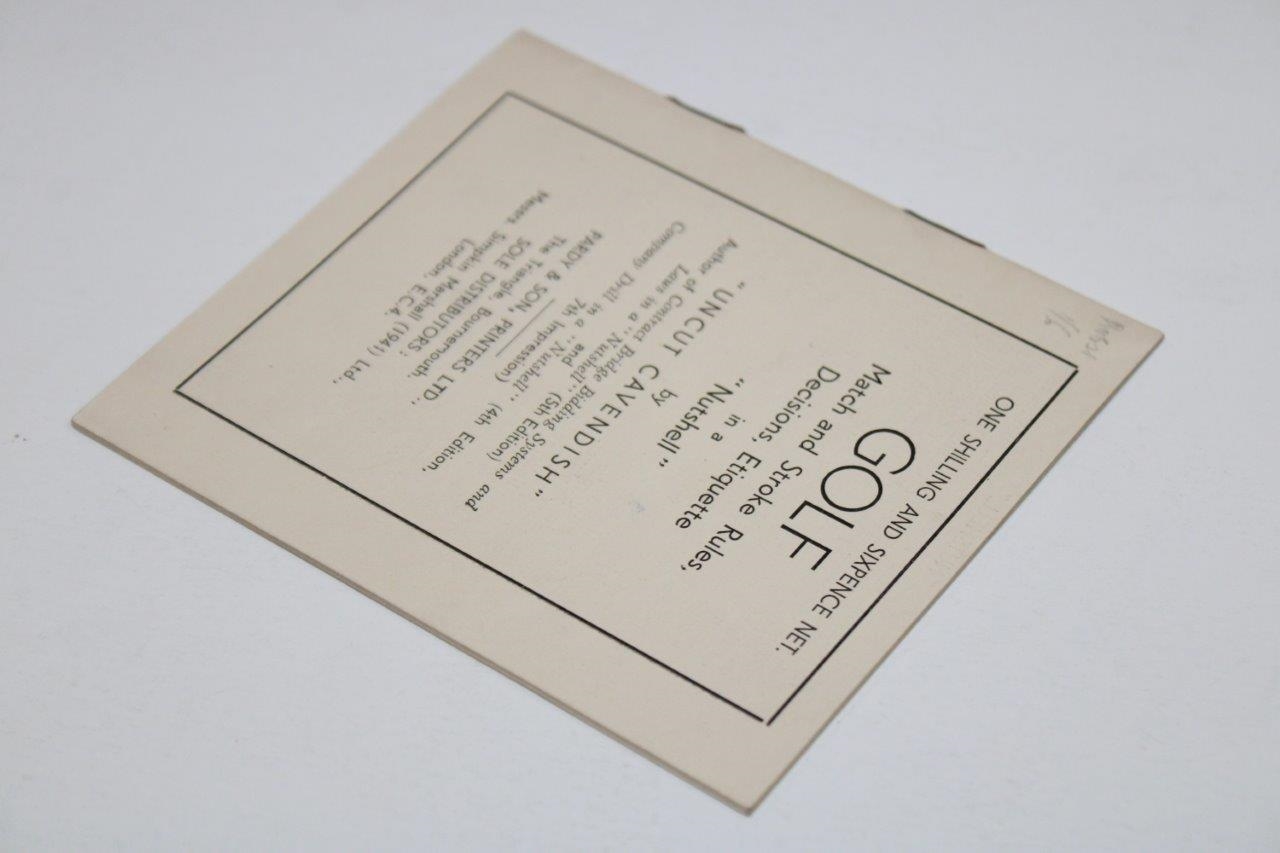 1/6
ONE SHILLING AND SIXPENCE NET.
GOLF
Match and Stroke Rules,
Decisions, Etiquette
in a
"Nutshell"
by
"UNCUT CAVENDISH"
Author of Contract Bridge Bidding Systems and
Laws in a "Nutshell" (5th Edition)
and
Company Drill in a "Nutshell" (4th Edition,
7th Impression)
PARDY & SON, PRINTERS LTD.,
The Triangle, Bournemouth.
SOLE DISTRIBUTORS:
Messrs. Simpkin Marshall (1941) Ltd.,
London, E.C.4.